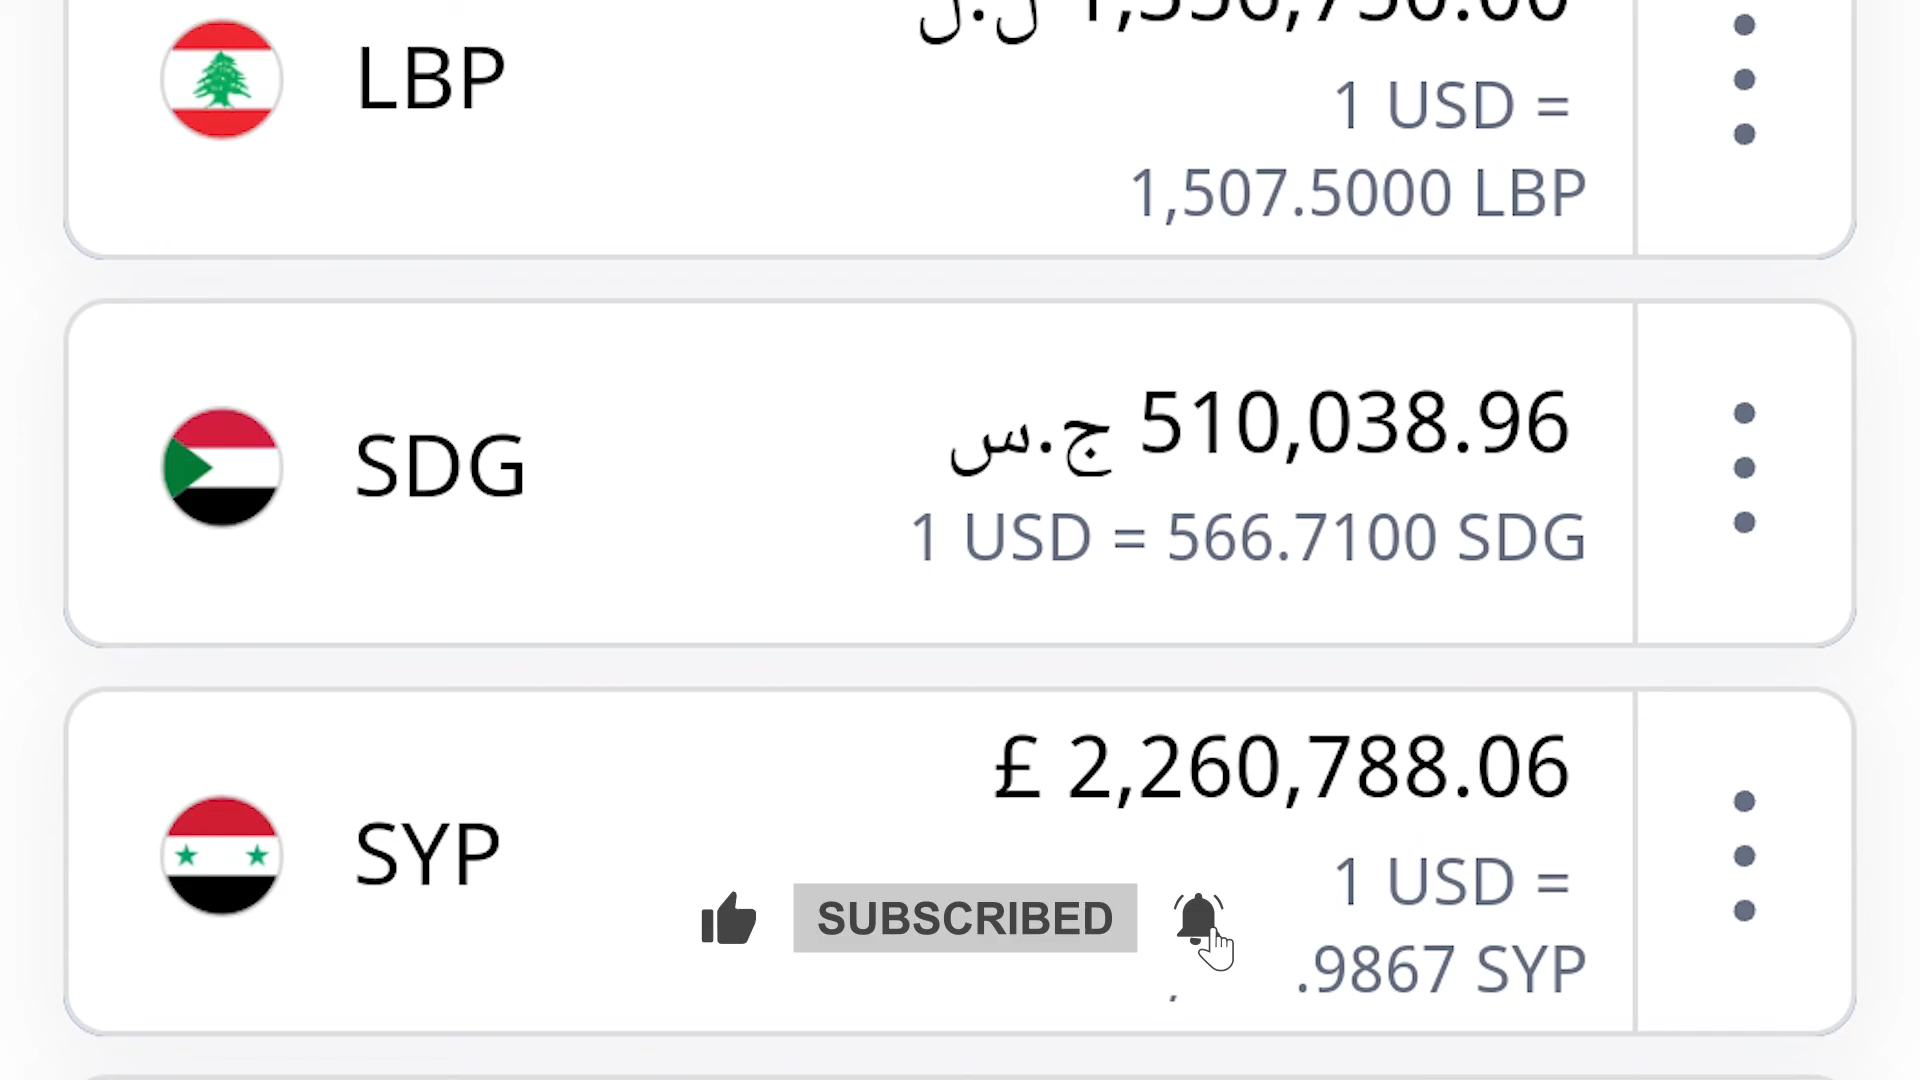 LBP
1 USD =
1,507.5000 LBP
SDG
ج.س 510,038.96
1 USD = 566.7100 SDG
£ 2,260,788.06
SYP
1 USD =
SUBSCRIBED
.9867 SYP